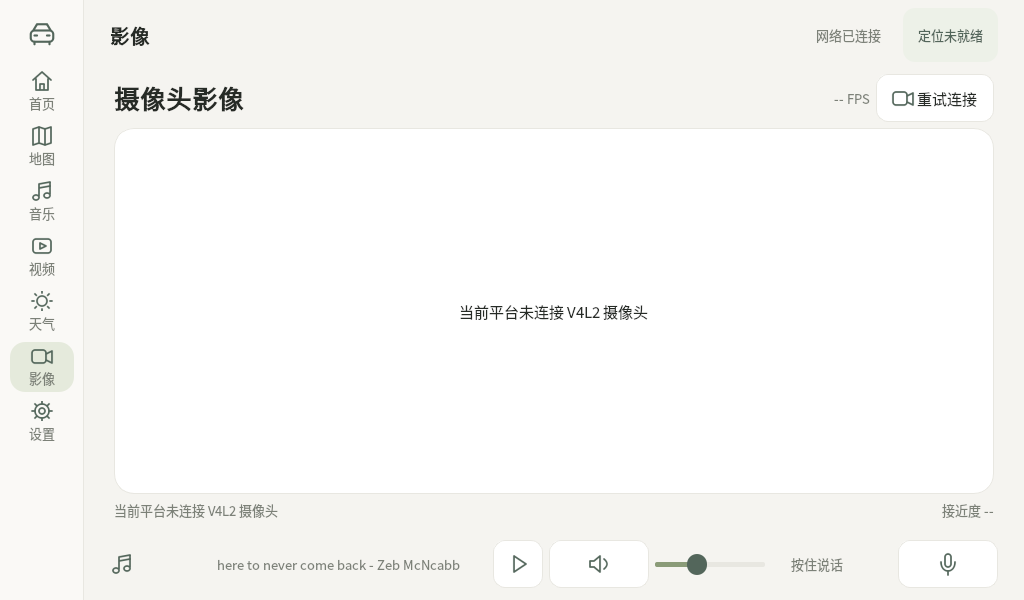 影像
网络已连接
定位未就绪
首页
地图
音乐
视频
天气
影像
设置
摄像头影像
-- FPS
重试连接
当前平台未连接 V4L2 摄像头
当前平台未连接 V4L2 摄像头
接近度 --
here to never come back - Zeb McNcabb
按住说话